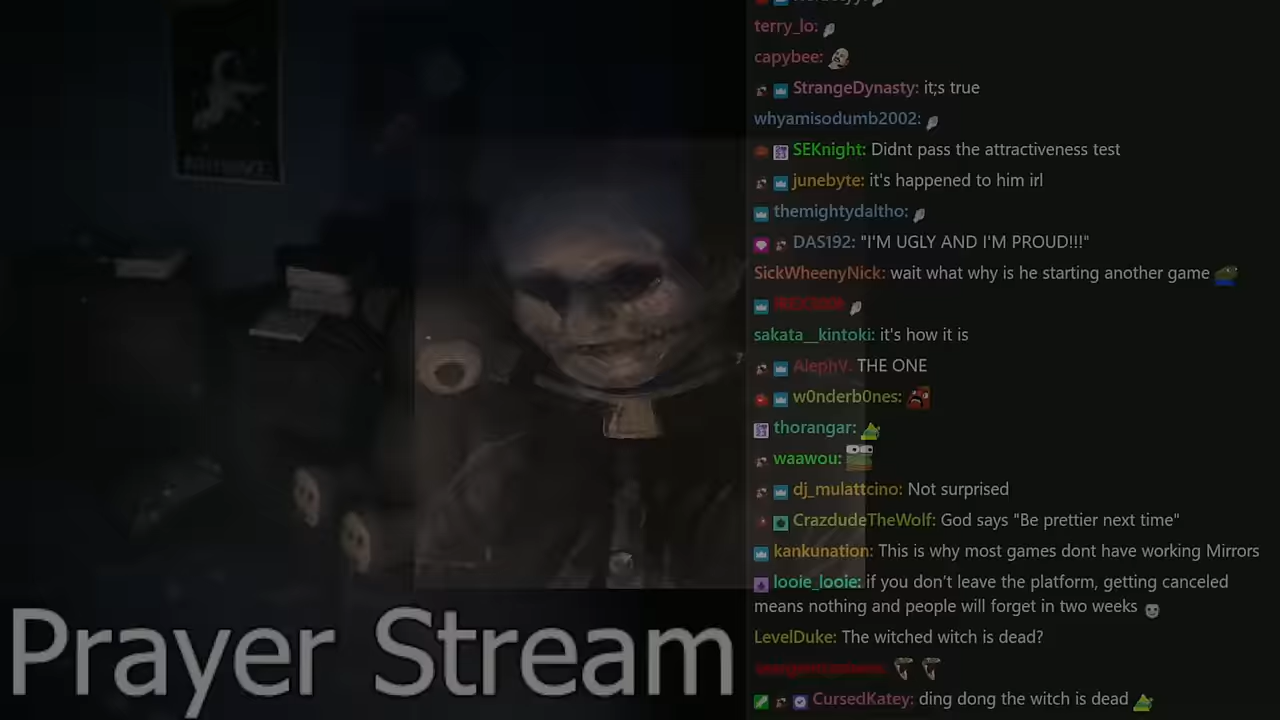 terry_lo:
capybee:
StrangeDynasty: it;s true
whyamisodumb2002:
SEKnight: Didnt pass the attractiveness test
junebyte: it's happened to him irl
themightydaltho:
DAS192: "I'M UGLY AND I'M PROUD!!!"
SickWheenyNick: wait what why is he starting another game
sakata__kintoki: it's how it is
AlephV: THE ONE
w0nderb0nes:
thorangar:
waawou:
dj_mulattcino: Not surprised
CrazdudeTheWolf: God says "Be prettier next time"
kankunation: This is why most games dont have working Mirrors
looie_looie: if you don't leave the platform, getting canceled
means nothing and people will forget in two weeks
LevelDuke: The witched witch is dead?
CursedKatey: ding dong the witch is dead
Prayer Stream